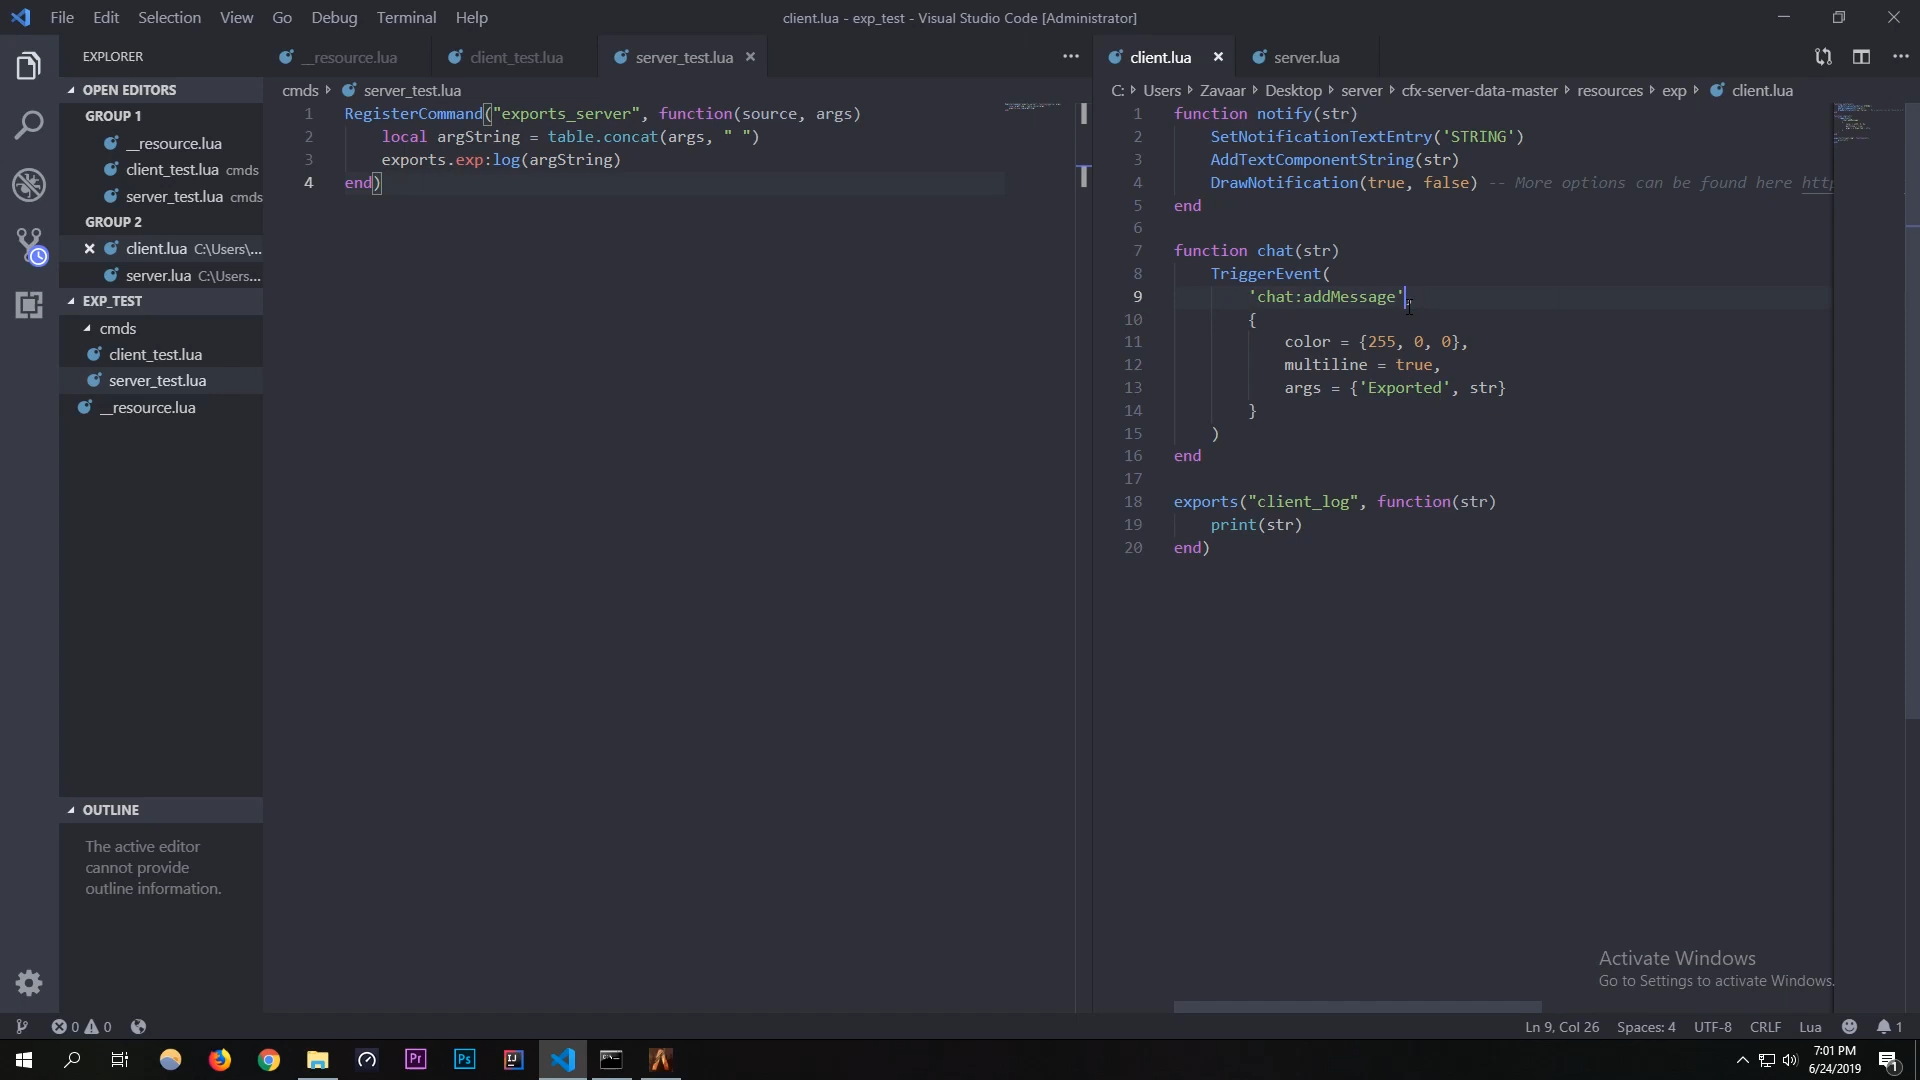 File Edit Selection View Go Debug Terminal Help
client.lua - exp_test - Visual Studio Code [Administrator]
EXPLORER
OPEN EDITORS
GROUP 1
__resource.lua
client_test.lua cmds
server_test.lua cmds
GROUP 2
client.lua C:\Users\...
server.lua C:\Users...
EXP_TEST
cmds
client_test.lua
server_test.lua
__resource.lua
OUTLINE
The active editor
cannot provide
outline information.
__resource.lua client_test.lua server_test.lua
cmds server_test.lua
1 RegisterCommand("exports_server", function(source, args)
2 local argString = table.concat(args, " ")
3 exports.exp:log(argString)
4 end)
client.lua server.lua
C: Users Zavaar Desktop server cfx-server-data-master resources exp client.lua
1 function notify(str)
2 SetNotificationTextEntry('STRING')
3 AddTextComponentString(str)
4 DrawNotification(true, false) -- More options can be found here http
5 end
6
7 function chat(str)
8 TriggerEvent(
9 'chat:addMessage'
10 {
11 color = {255, 0, 0},
12 multiline = true,
13 args = {'Exported', str}
14 }
15 )
16 end
17
18 exports("client_log", function(str)
19 print(str)
20 end)
Activate Windows
Go to Settings to activate Windows.
0 0
Ln 9, Col 26 Spaces: 4 UTF-8 CRLF Lua 1
Pr Ps IJ
7:01 PM
6/24/2019
1